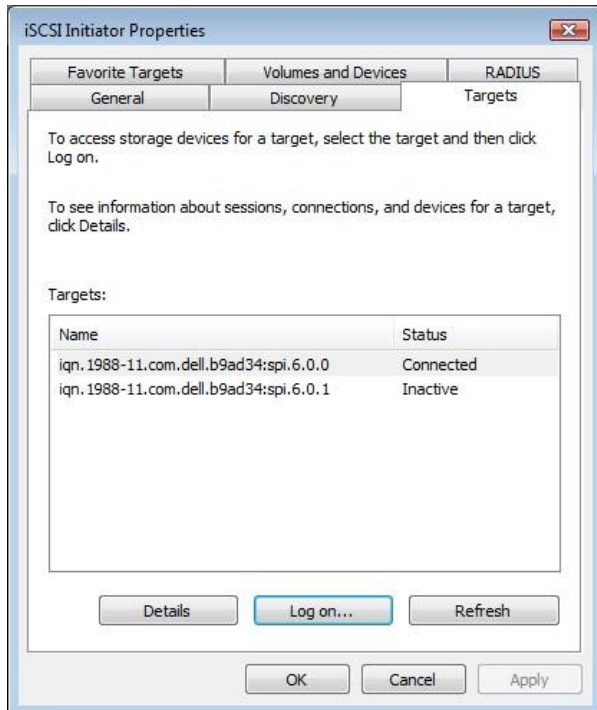 iSCSI Initiator Properties
Favorite Targets Volumes and Devices RADIUS
General Discovery Targets
To access storage devices for a target, select the target and then click
Log on.
To see information about sessions, connections, and devices for a target,
click Details.
Targets:
Name Status
iqn.1988-11.com.dell.b9ad34:spi.6.0.0 Connected
iqn.1988-11.com.dell.b9ad34:spi.6.0.1 Inactive
Details Log on... Refresh
OK Cancel Apply